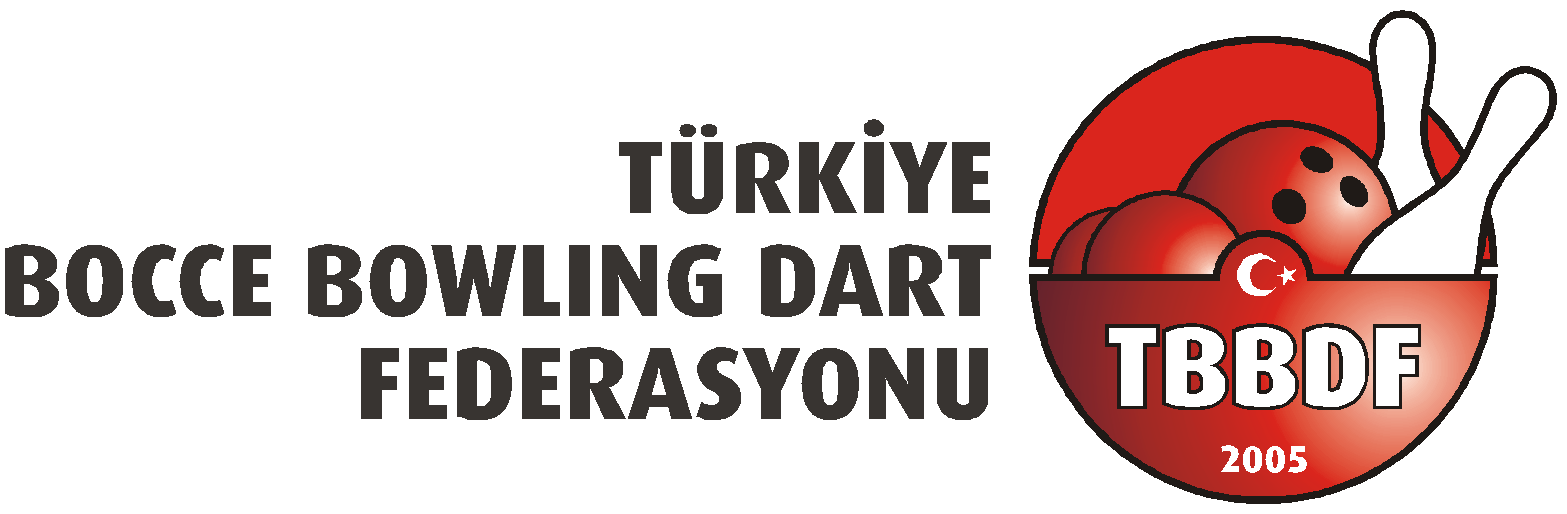 TÜRKİYE
BOCCE BOWLING DART
FEDERASYONU
TBBDF
2005